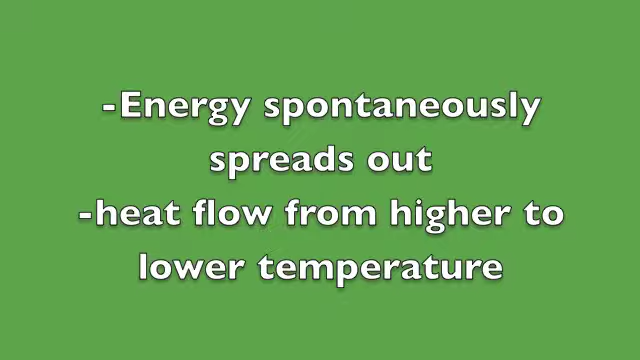 -Energy spontaneously
spreads out
-heat flow from higher to
lower temperature